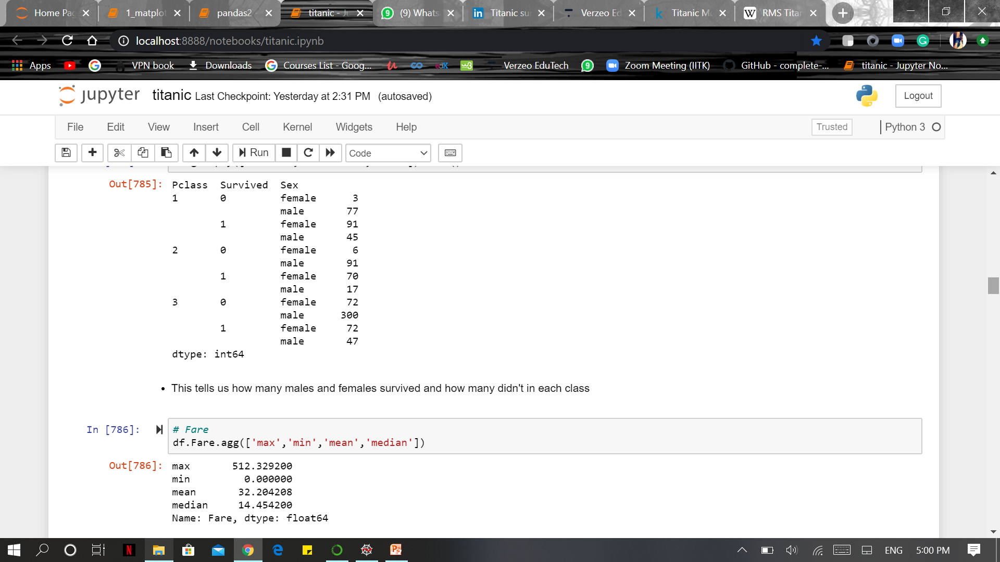 Home Pa
1_matplot
pandas2 -
titanic - Ju
(9) Whats
Titanic su
Verzeo Ed
Titanic M
RMS Titan
localhost:8888/notebooks/titanic.ipynb
Apps
VPN book
Downloads
Courses List - Goog...
Verzeo EduTech
Zoom Meeting (IITK)
GitHub - complete-...
titanic - Jupyter No...
jupyter titanic Last Checkpoint: Yesterday at 2:31 PM (autosaved)
Logout
File Edit View Insert Cell Kernel Widgets Help
Trusted
Python 3
Run
Code
Out[785]: Pclass Survived Sex
1 0 female 3
male 77
1 female 91
male 45
2 0 female 6
male 91
1 female 70
male 17
3 0 female 72
male 300
1 female 72
male 47
dtype: int64
• This tells us how many males and females survived and how many didn't in each class
In [786]: # Fare
df.Fare.agg(['max','min','mean','median'])
Out[786]: max 512.329200
min 0.000000
mean 32.204208
median 14.454200
Name: Fare, dtype: float64
ENG 5:00 PM